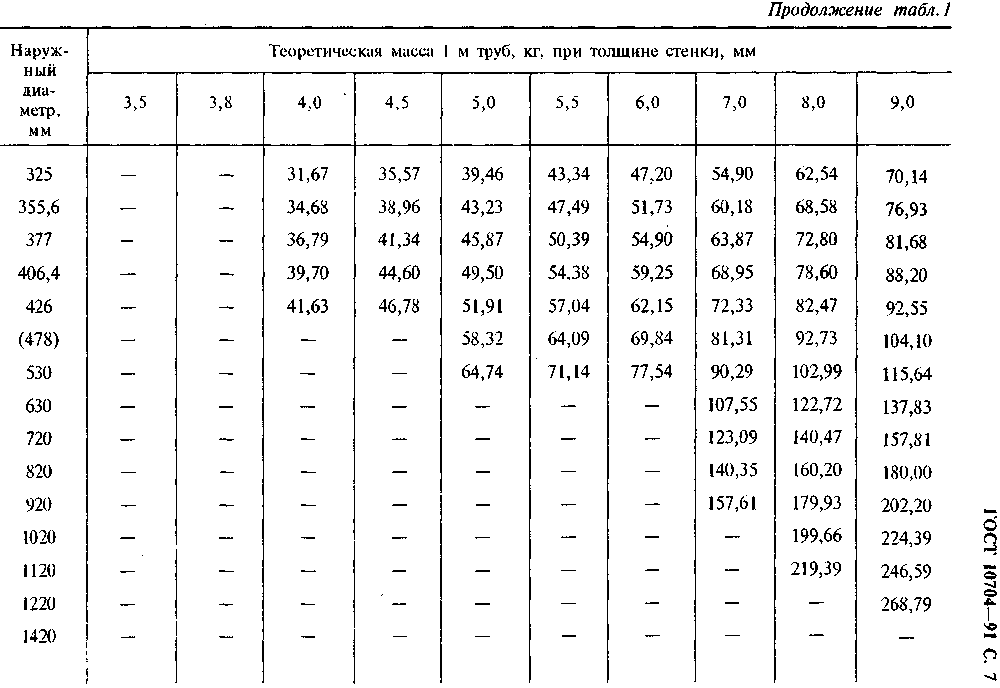 Продолжение табл. 1
Наруж-
ный
диа-
метр,
мм
Теоретическая масса 1 м труб, кг, при толщине стенки, мм
3,5 3,8 4,0 4,5 5,0 5,5 6,0 7,0 8,0 9,0
325 — — 31,67 35,57 39,46 43,34 47,20 54,90 62,54 70,14
355,6 — — 34,68 38,96 43,23 47,49 51,73 60,18 68,58 76,93
377 — — 36,79 41,34 45,87 50,39 54,90 63,87 72,80 81,68
406,4 — — 39,70 44,60 49,50 54.38 59,25 68,95 78,60 88,20
426 — — 41,63 46,78 51,91 57,04 62,15 72,33 82,47 92,55
(478) — — — — 58,32 64,09 69,84 81,31 92,73 104,10
530 — — — — 64,74 71,14 77,54 90,29 102,99 115,64
630 — — — — — — — 107,55 122,72 137,83
720 — — — — — — — 123,09 140,47 157,81
820 — — — — — — — 140,35 160,20 180,00
920 — — — — — — — 157,61 179,93 202,20
1020 — — — — — — — — 199,66 224,39
1120 — — — — — — — — 219,39 246,59
1220 — — — — — — — — — 268,79
1420 — — — — — — — — — —
ГОСТ 10704—91 С. 7